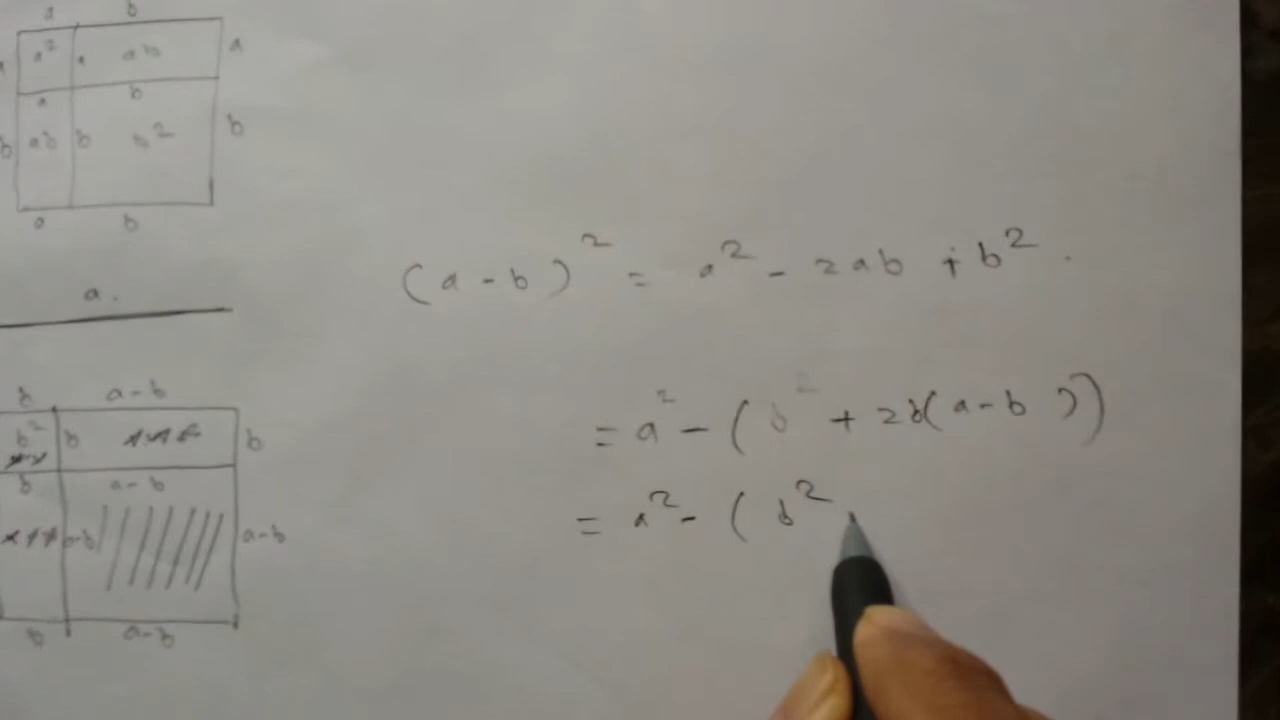 a b
a² a ab a
a b
b ab b b² b
a b
a.
b a-b
b² b b
b a-b
a-b a-b
b a-b
(a-b)² = a² - 2ab + b².
= a² - (b² + 2b(a-b))
= a² - (b²